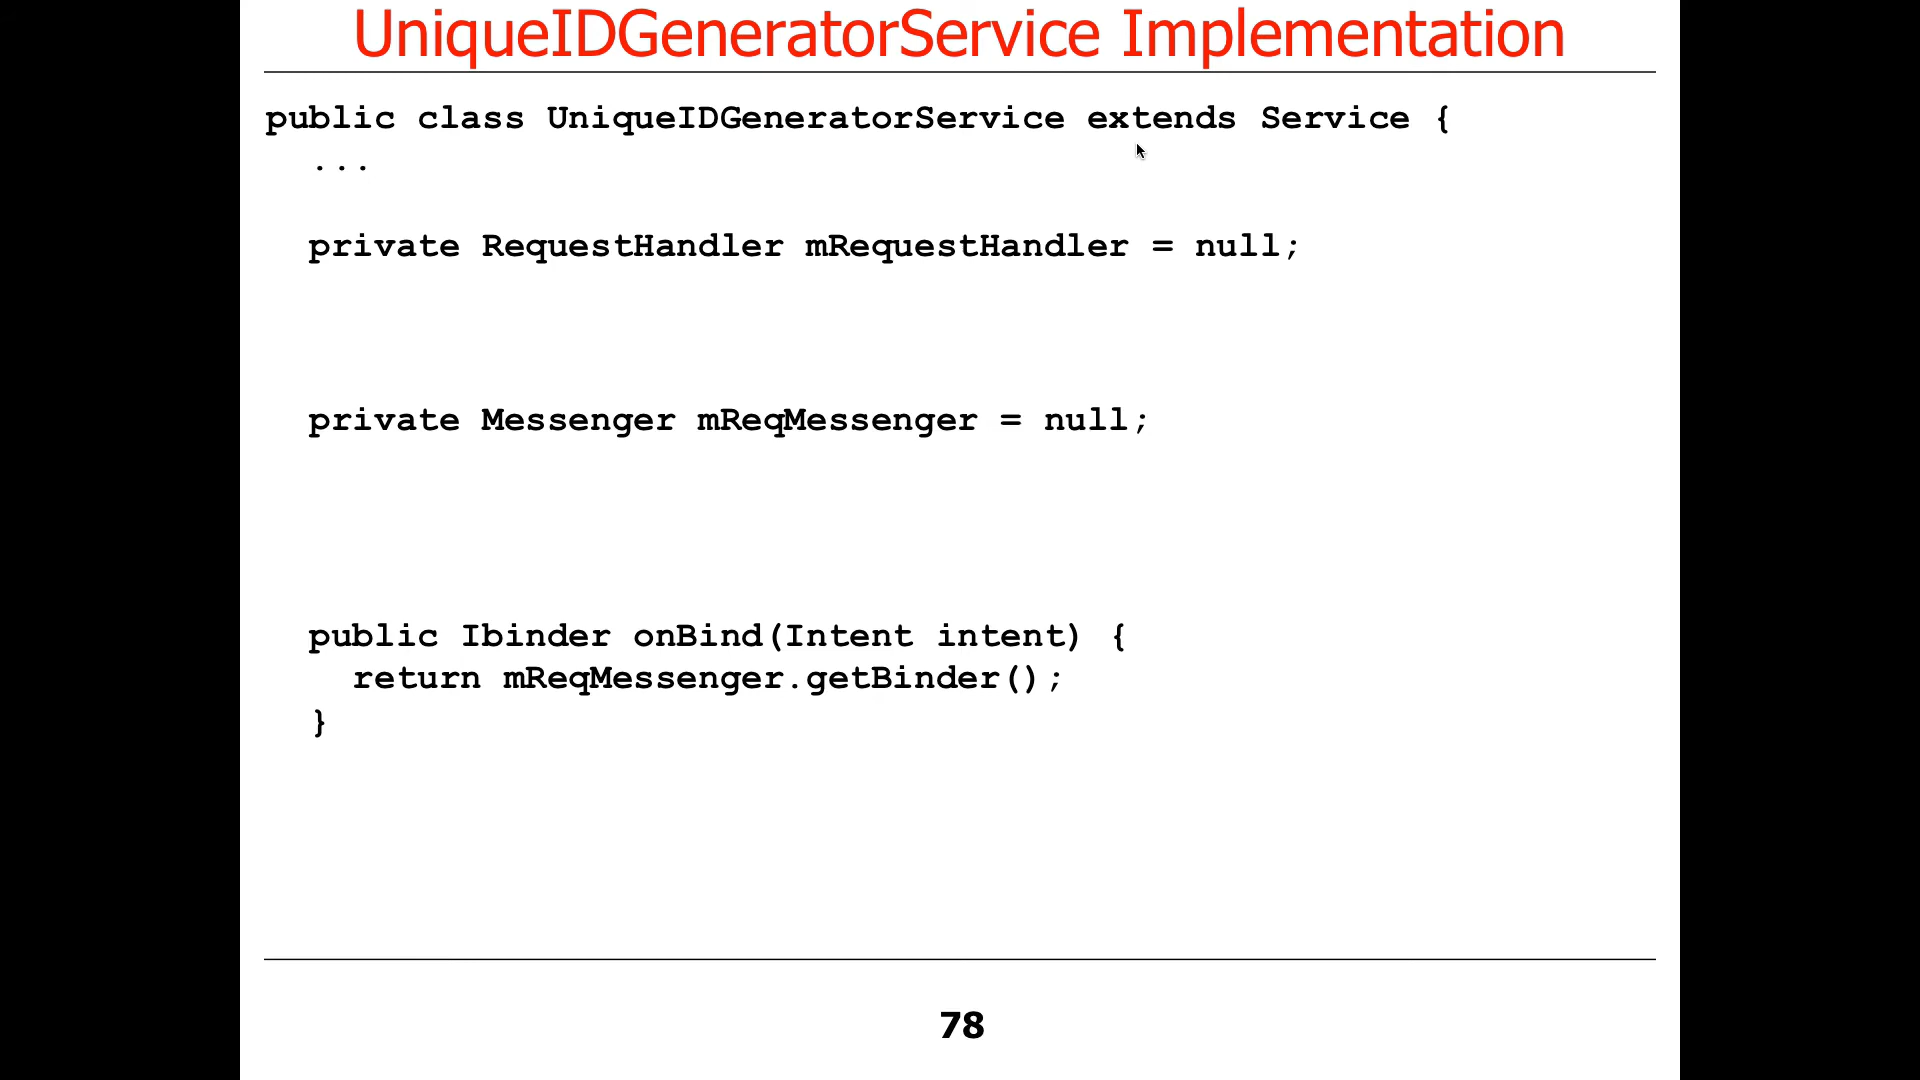 UniqueIDGeneratorService Implementation
public class UniqueIDGeneratorService extends Service {
...
private RequestHandler mRequestHandler = null;
private Messenger mReqMessenger = null;
public Ibinder onBind(Intent intent) {
return mReqMessenger.getBinder();
}
78